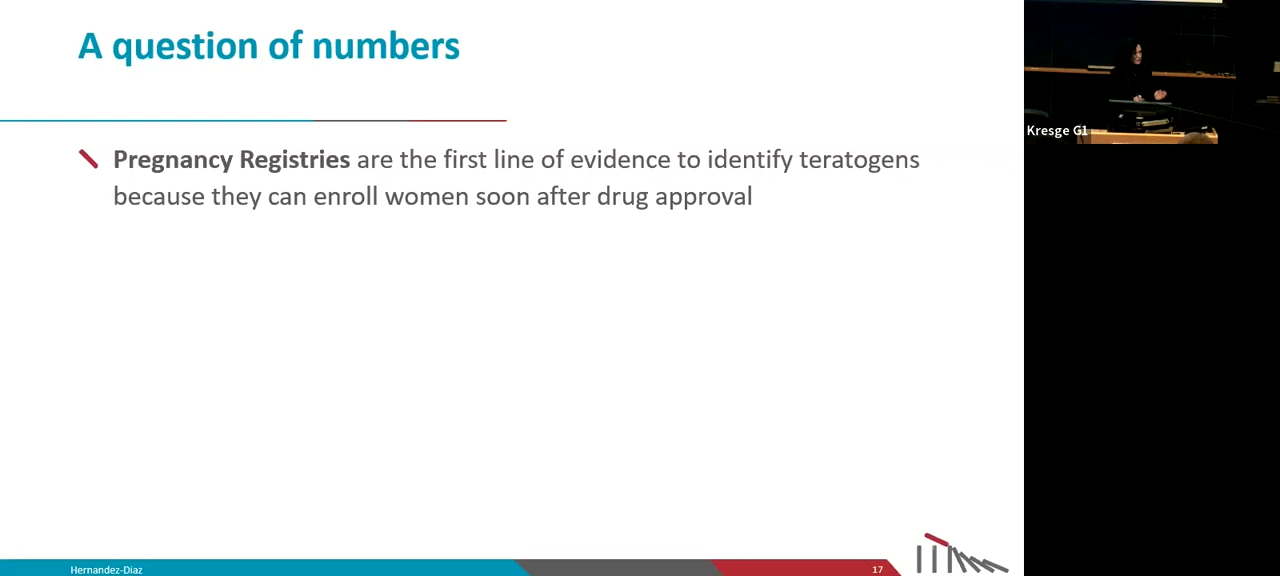 A question of numbers
Pregnancy Registries are the first line of evidence to identify teratogens
because they can enroll women soon after drug approval
Kresge G1
Hernandez-Diaz
17